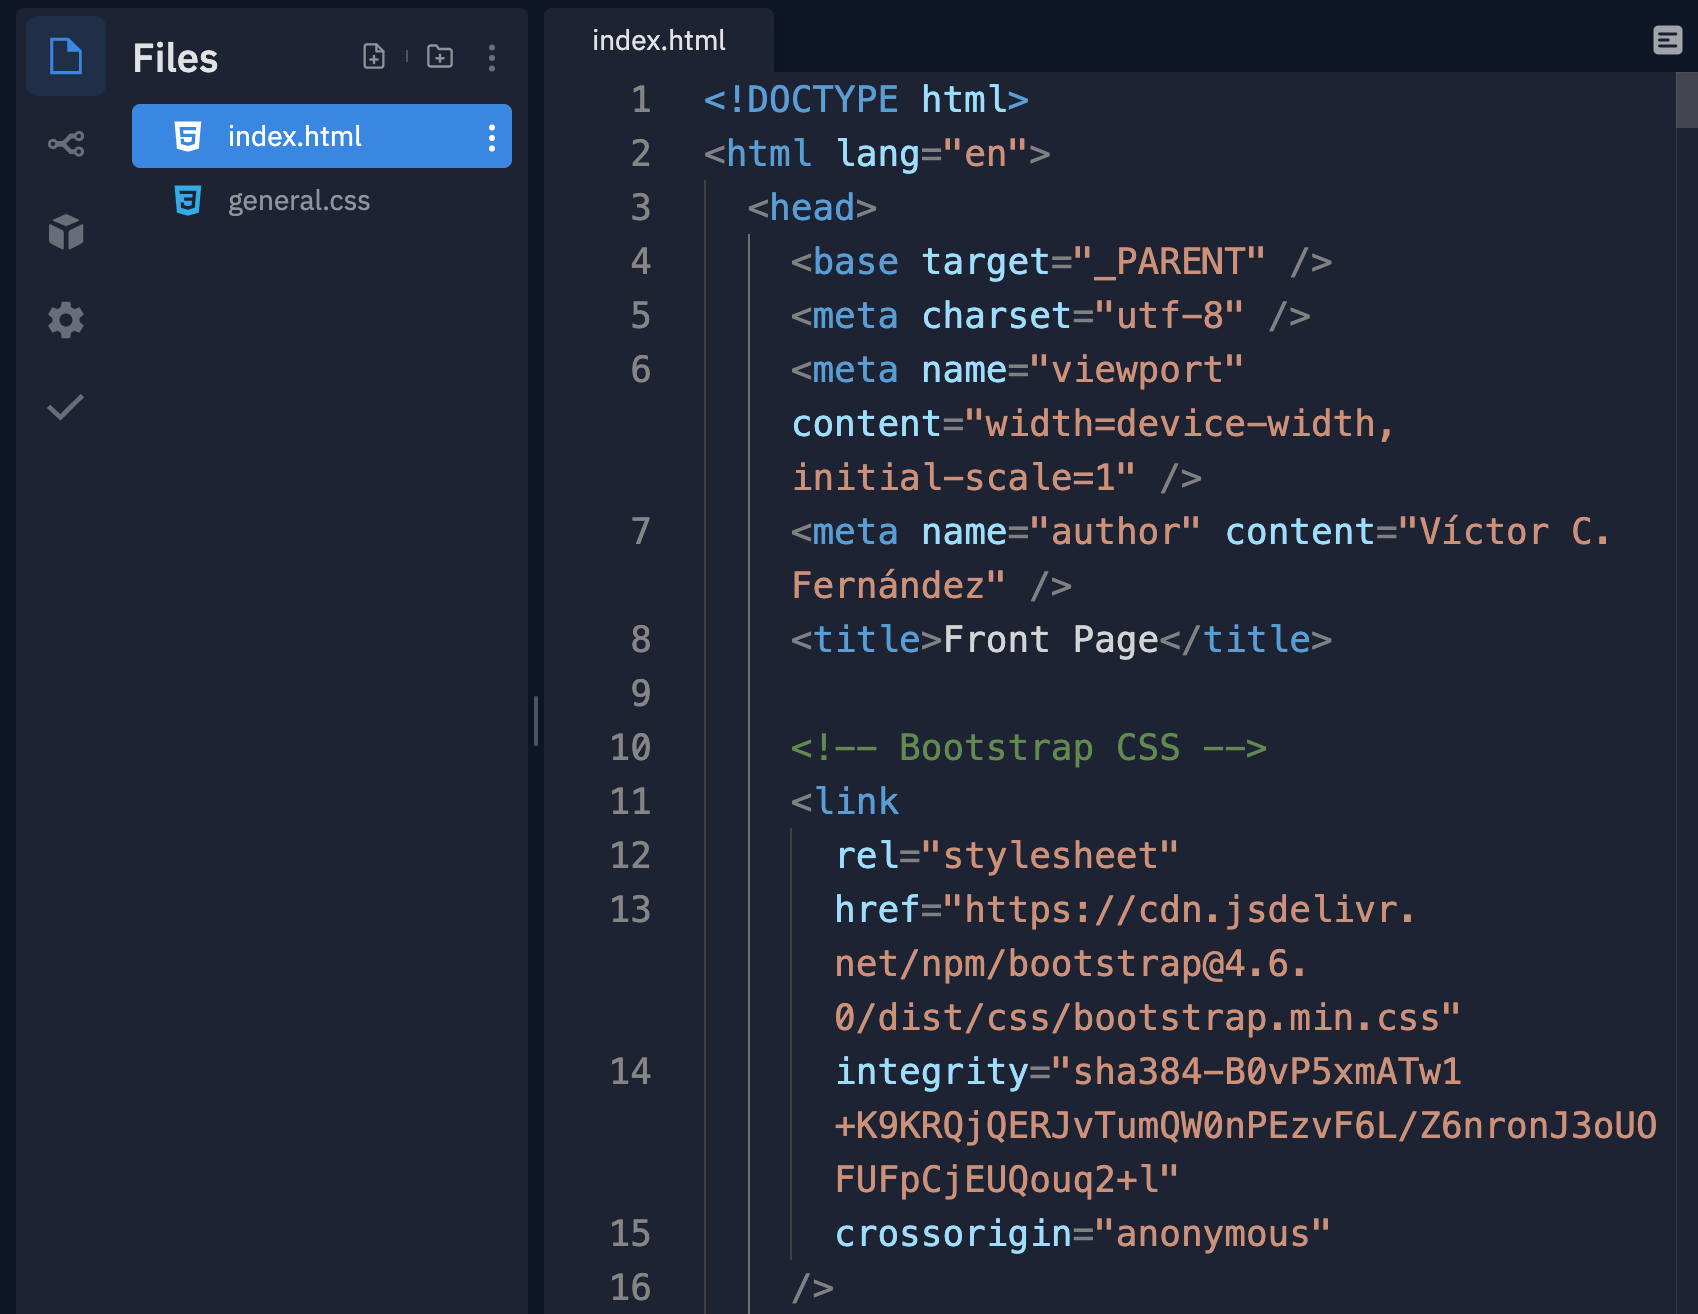 Files
index.html
general.css
index.html
1 <!DOCTYPE html>
2 <html lang="en">
3 <head>
4 <base target="_PARENT" />
5 <meta charset="utf-8" />
6 <meta name="viewport"
content="width=device-width,
initial-scale=1" />
7 <meta name="author" content="Víctor C.
Fernández" />
8 <title>Front Page</title>
9
10 <!-- Bootstrap CSS -->
11 <link
12 rel="stylesheet"
13 href="https://cdn.jsdelivr.
net/npm/bootstrap@4.6.
0/dist/css/bootstrap.min.css"
14 integrity="sha384-B0vP5xmATw1
+K9KRQjQERJvTumQW0nPEzvF6L/Z6nronJ3oUO
FUFpCjEUQouq2+l"
15 crossorigin="anonymous"
16 />